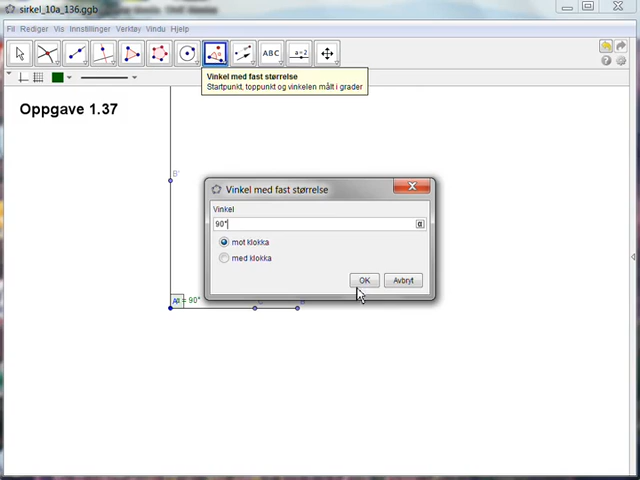 sirkel_10a_136.ggb
Fil Rediger Vis Innstillinger Verktøy Vindu Hjelp
ABC
a=2
Vinkel med fast størrelse
Startpunkt, toppunkt og vinkelen målt i grader
Oppgave 1.37
B'
Vinkel med fast størrelse
Vinkel
90°
α
mot klokka
med klokka
OK
Avbryt
= 90°